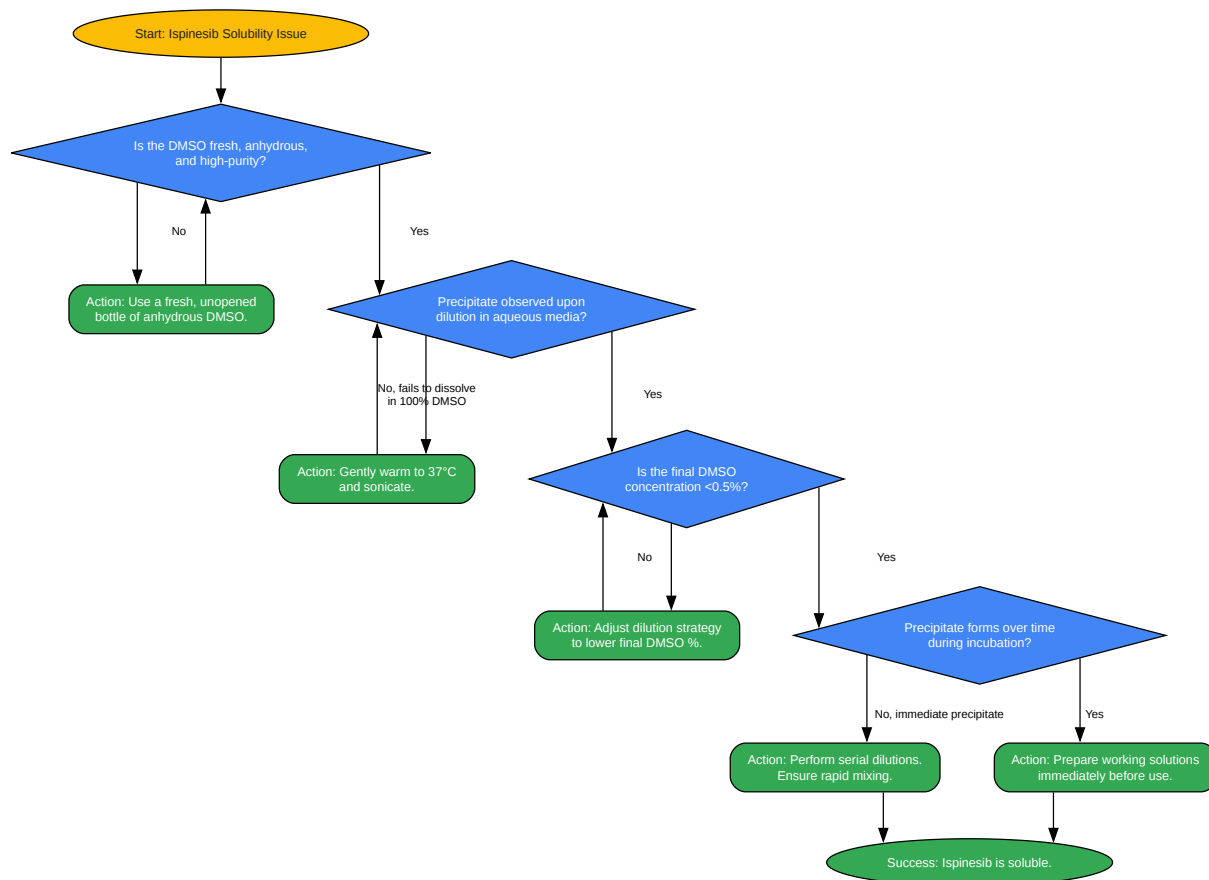 Start: Ispinesib Solubility Issue
Is the DMSO fresh, anhydrous,
and high-purity?
No
Yes
Action: Use a fresh, unopened
bottle of anhydrous DMSO.
Precipitate observed upon
dilution in aqueous media?
No, fails to dissolve
in 100% DMSO
Yes
Action: Gently warm to 37°C
and sonicate.
Is the final DMSO
concentration <0.5%?
No
Yes
Action: Adjust dilution strategy
to lower final DMSO %.
Precipitate forms over time
during incubation?
No, immediate precipitate
Yes
Action: Perform serial dilutions.
Ensure rapid mixing.
Action: Prepare working solutions
immediately before use.
Success: Ispinesib is soluble.